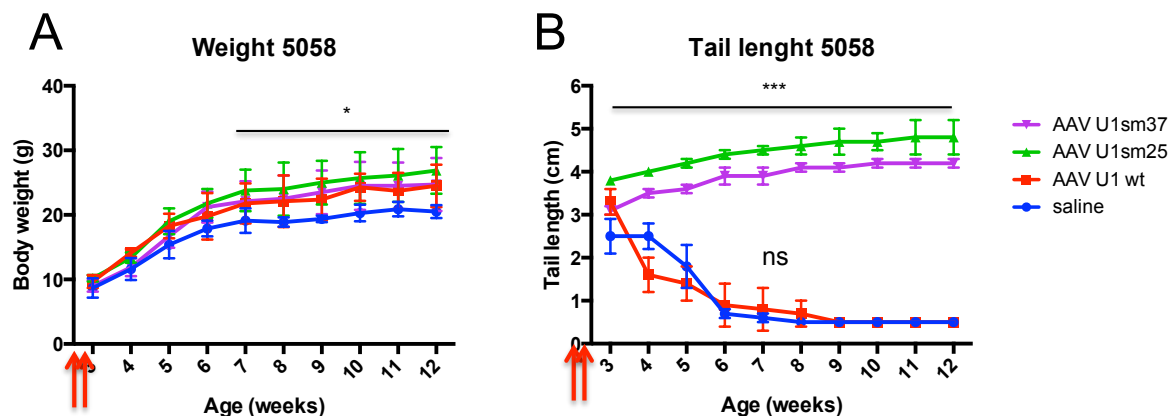 A
Weight 5058
Body weight (g)
40
30
20
10
0
*
3 4 5 6 7 8 9 10 11 12
Age (weeks)
B
Tail lenght 5058
Tail length (cm)
6
5
4
3
2
1
0
***
ns
3 4 5 6 7 8 9 10 11 12
Age (weeks)
AAV U1sm37
AAV U1sm25
AAV U1 wt
saline